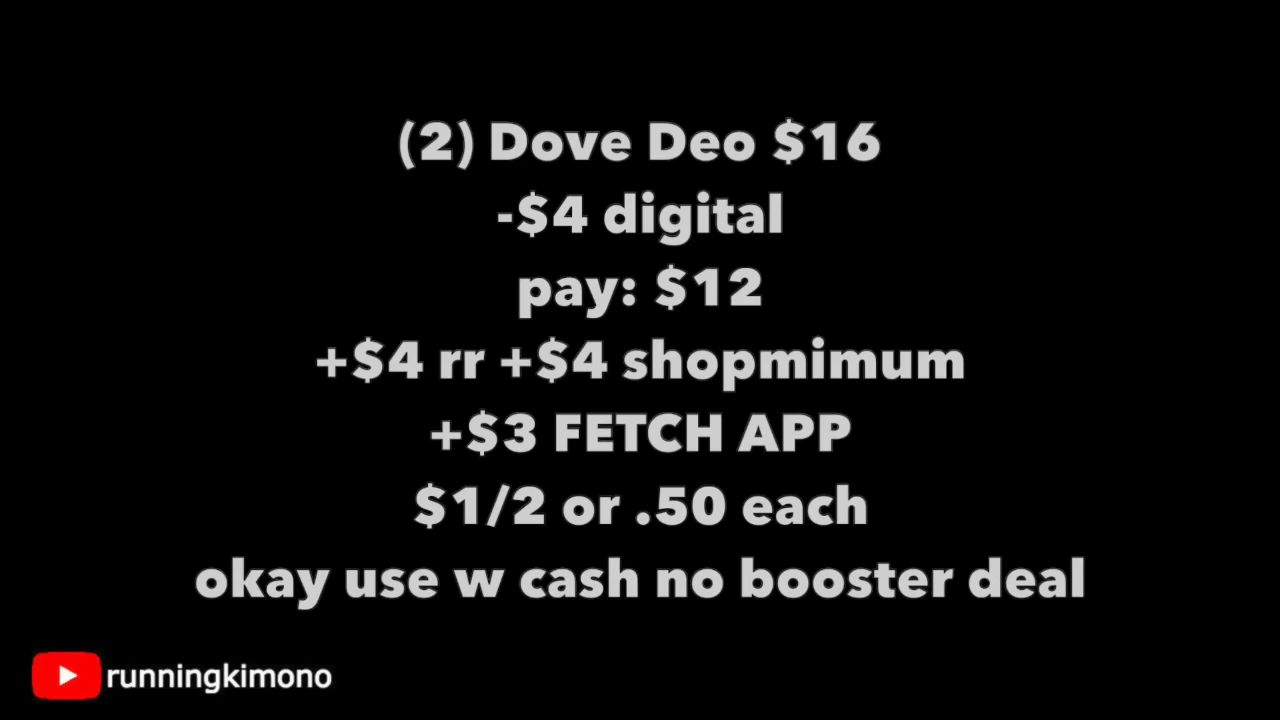 (2) Dove Deo $16
-$4 digital
pay: $12
+$4 rr +$4 shopmimum
+$3 FETCH APP
$1/2 or .50 each
okay use w cash no booster deal
runningkimono